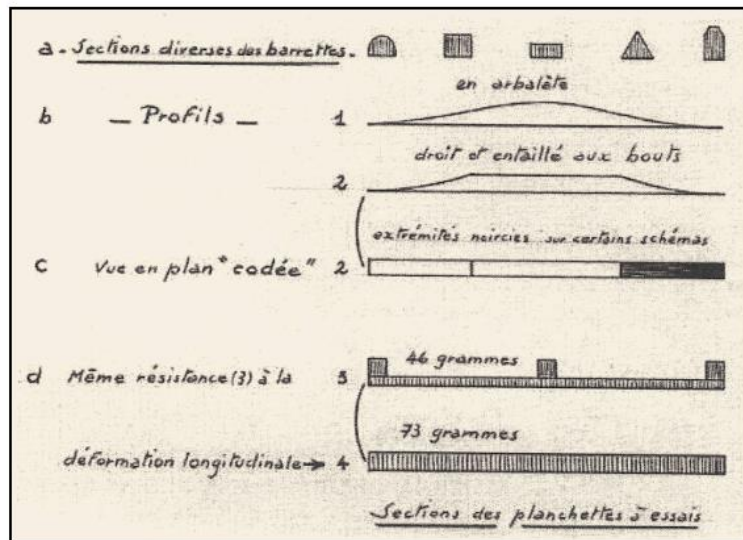 a - Sections diverses des barrettes -
en arbalète
b — Profils — 1
droit et entaillé aux bouts
2
extrémités noircies sur certains schémas
c Vue en plan "codée" 2
46 grammes
d Même résistance (3) à la 3
73 grammes
déformation longitudinale → 4
Sections des planchettes à essais